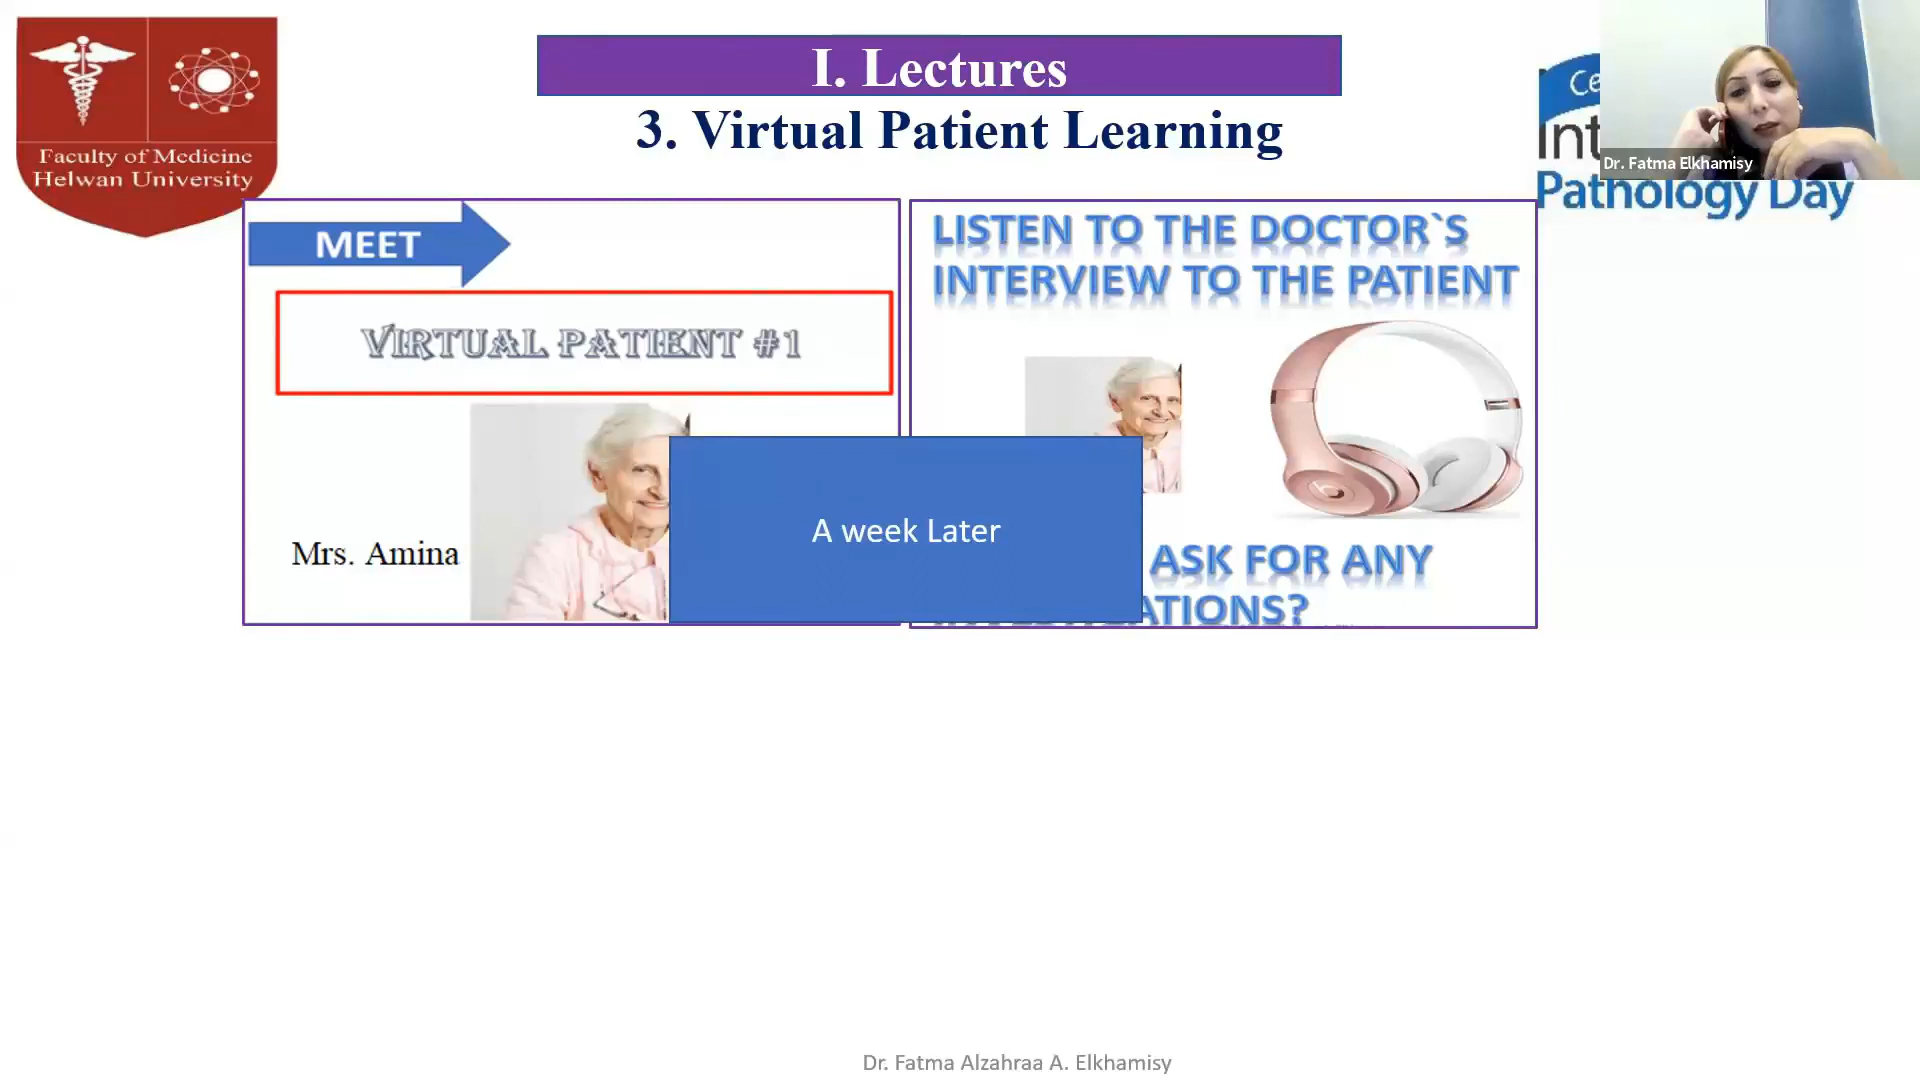 I. Lectures
3. Virtual Patient Learning
Faculty of Medicine
Helwan University
Ce
Int
Pathology Day
Dr. Fatma Elkhamisy
MEET
VIRTUAL PATIENT #1
Mrs. Amina
LISTEN TO THE DOCTOR`S
INTERVIEW TO THE PATIENT
A week Later
ASK FOR ANY
ATIONS?
Dr. Fatma Alzahraa A. Elkhamisy